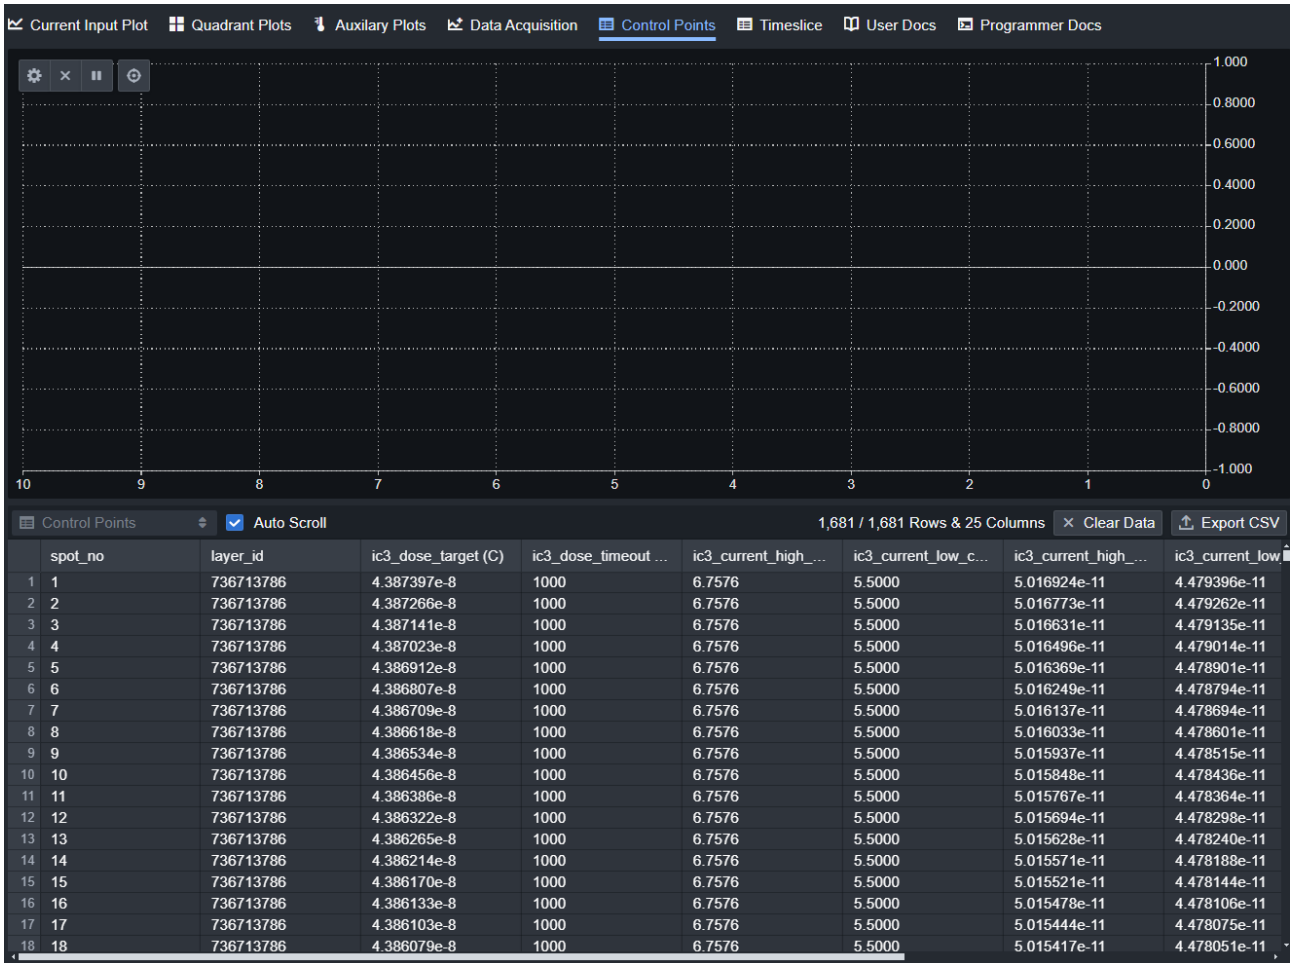 Current Input Plot Quadrant Plots Auxilary Plots Data Acquisition Control Points Timeslice User Docs Programmer Docs
1.000
0.8000
0.6000
0.4000
0.2000
0.000
-0.2000
-0.4000
-0.6000
-0.8000
-1.000
10 9 8 7 6 5 4 3 2 1 0
Control Points Auto Scroll 1,681 / 1,681 Rows & 25 Columns Clear Data Export CSV
spot_no layer_id ic3_dose_target (C) ic3_dose_timeout ... ic3_current_high_... ic3_current_low_c... ic3_current_high_... ic3_current_low
1 1 736713786 4.387397e-8 1000 6.7576 5.5000 5.016924e-11 4.479396e-11
2 2 736713786 4.387266e-8 1000 6.7576 5.5000 5.016773e-11 4.479262e-11
3 3 736713786 4.387141e-8 1000 6.7576 5.5000 5.016631e-11 4.479135e-11
4 4 736713786 4.387023e-8 1000 6.7576 5.5000 5.016496e-11 4.479014e-11
5 5 736713786 4.386912e-8 1000 6.7576 5.5000 5.016369e-11 4.478901e-11
6 6 736713786 4.386807e-8 1000 6.7576 5.5000 5.016249e-11 4.478794e-11
7 7 736713786 4.386709e-8 1000 6.7576 5.5000 5.016137e-11 4.478694e-11
8 8 736713786 4.386618e-8 1000 6.7576 5.5000 5.016033e-11 4.478601e-11
9 9 736713786 4.386534e-8 1000 6.7576 5.5000 5.015937e-11 4.478515e-11
10 10 736713786 4.386456e-8 1000 6.7576 5.5000 5.015848e-11 4.478436e-11
11 11 736713786 4.386386e-8 1000 6.7576 5.5000 5.015767e-11 4.478364e-11
12 12 736713786 4.386322e-8 1000 6.7576 5.5000 5.015694e-11 4.478298e-11
13 13 736713786 4.386265e-8 1000 6.7576 5.5000 5.015628e-11 4.478240e-11
14 14 736713786 4.386214e-8 1000 6.7576 5.5000 5.015571e-11 4.478188e-11
15 15 736713786 4.386170e-8 1000 6.7576 5.5000 5.015521e-11 4.478144e-11
16 16 736713786 4.386133e-8 1000 6.7576 5.5000 5.015478e-11 4.478106e-11
17 17 736713786 4.386103e-8 1000 6.7576 5.5000 5.015444e-11 4.478075e-11
18 18 736713786 4.386079e-8 1000 6.7576 5.5000 5.015417e-11 4.478051e-11